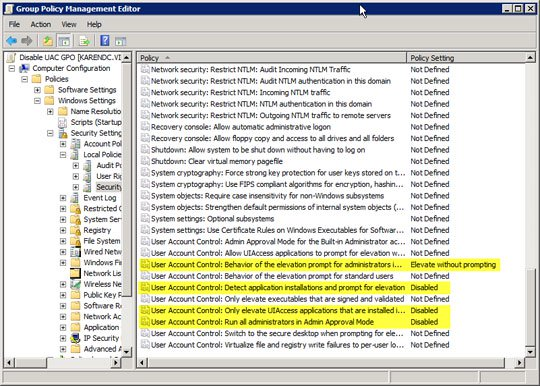 Group Policy Management Editor
File Action View Help
Disable UAC GPO [KARENDC.VI
Computer Configuration
Policies
Software Settings
Windows Settings
Name Resolutio
Scripts (Startup
Security Setting
Account Poli
Local Policies
Audit Po
User Rig
Security
Event Log
Restricted G
System Serv
Registry
File System
Wired Netw
Windows Fir
Network Lis
Wireless Ne
Public Key P
Software Re
Network Ac
Application
IP Security
Advanced A
Policy Policy Setting
Network security: Restrict NTLM: Audit Incoming NTLM Traffic Not Defined
Network security: Restrict NTLM: Audit NTLM authentication in this domain Not Defined
Network security: Restrict NTLM: Incoming NTLM traffic Not Defined
Network security: Restrict NTLM: NTLM authentication in this domain Not Defined
Network security: Restrict NTLM: Outgoing NTLM traffic to remote servers Not Defined
Recovery console: Allow automatic administrative logon Not Defined
Recovery console: Allow floppy copy and access to all drives and all folders Not Defined
Shutdown: Allow system to be shut down without having to log on Not Defined
Shutdown: Clear virtual memory pagefile Not Defined
System cryptography: Force strong key protection for user keys stored on t... Not Defined
System cryptography: Use FIPS compliant algorithms for encryption, hashin... Not Defined
System objects: Require case insensitivity for non-Windows subsystems Not Defined
System objects: Strengthen default permissions of internal system objects (... Not Defined
System settings: Optional subsystems Not Defined
System settings: Use Certificate Rules on Windows Executables for Software... Not Defined
User Account Control: Admin Approval Mode for the Built-in Administrator ac... Not Defined
User Account Control: Allow UIAccess applications to prompt for elevation w... Not Defined
User Account Control: Behavior of the elevation prompt for administrators i... Elevate without prompting
User Account Control: Behavior of the elevation prompt for standard users Not Defined
User Account Control: Detect application installations and prompt for elevation Disabled
User Account Control: Only elevate executables that are signed and validated Not Defined
User Account Control: Only elevate UIAccess applications that are installed i... Disabled
User Account Control: Run all administrators in Admin Approval Mode Disabled
User Account Control: Switch to the secure desktop when prompting for ele... Not Defined
User Account Control: Virtualize file and registry write failures to per-user lo... Not Defined